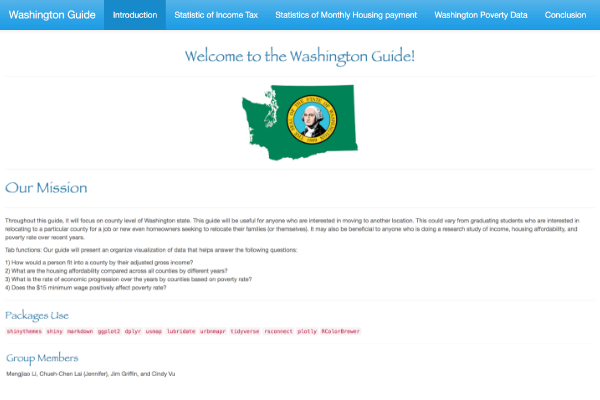 Washington Guide Introduction Statistic of Income Tax Statistics of Monthly Housing payment Washington Poverty Data Conclusion
Welcome to the Washington Guide!
Our Mission
Throughout this guide, it will focus on county level of Washington state. This guide will be useful for anyone who are interested in moving to another location. This could vary from graduating students who are interested in
relocating to a particular county for a job or new even homeowners seeking to relocate their families (or themselves). It may also be beneficial to anyone who is doing a research study of income, housing affordability, and
poverty rate over recent years.
Tab functions: Our guide will present an organize visualization of data that helps answer the following questions:
1) How would a person fit into a county by their adjusted gross income?
2) What are the housing affordability compared across all counties by different years?
3) What is the rate of economic progression over the years by counties based on poverty rate?
4) Does the $15 minimum wage positively affect poverty rate?
Packages Use
shinythemes shiny markdown ggplot2 dplyr usmap lubridate urbnmapr tidyverse rsconnect plotly RColorBrewer
Group Members
Mengjiao Li, Chueh-Chen Lai (Jennifer), Jim Griffin, and Cindy Vu